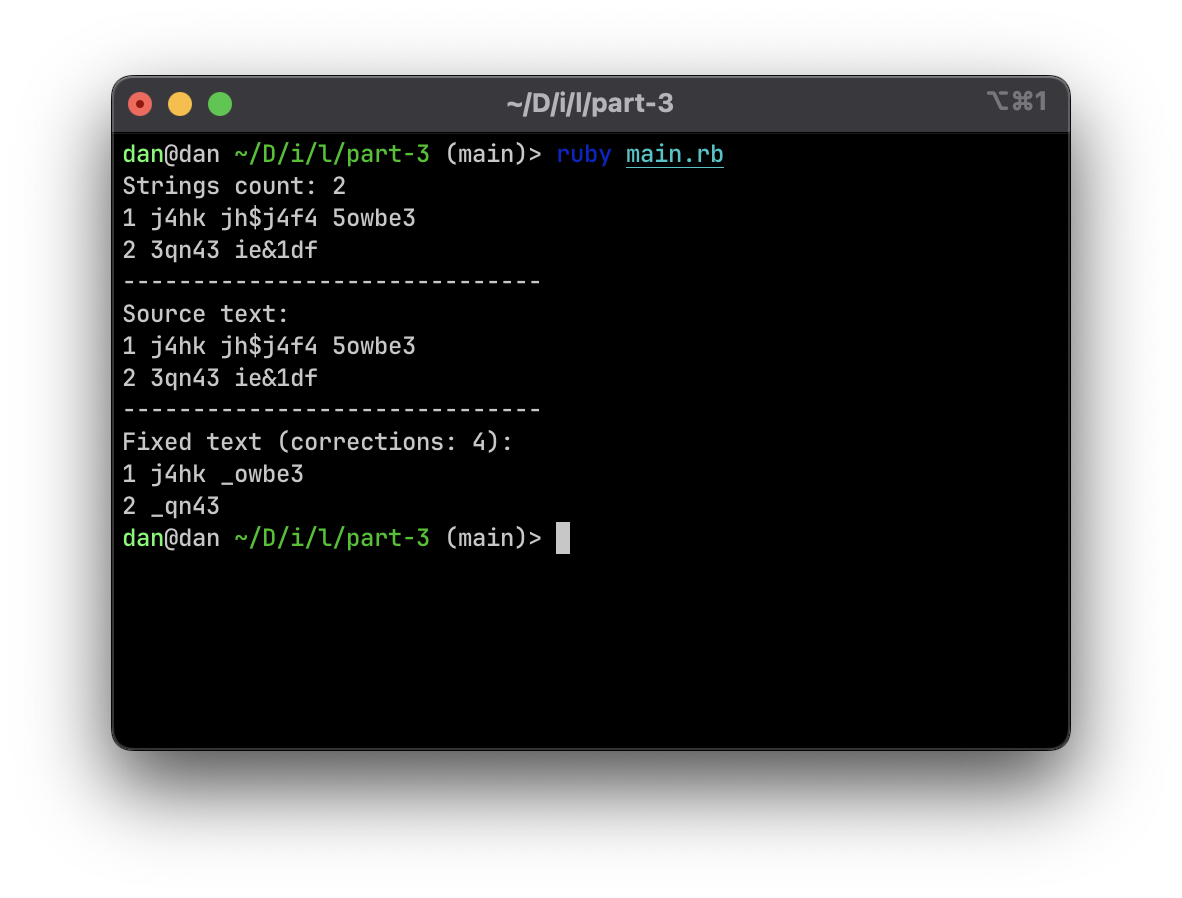 ~/D/i/l/part-3
⌥⌘1
dan@dan ~/D/i/l/part-3 (main)> ruby main.rb
Strings count: 2
1 j4hk jh$j4f4 5owbe3
2 3qn43 ie&1df
------------------------------
Source text:
1 j4hk jh$j4f4 5owbe3
2 3qn43 ie&1df
------------------------------
Fixed text (corrections: 4):
1 j4hk _owbe3
2 _qn43
dan@dan ~/D/i/l/part-3 (main)>